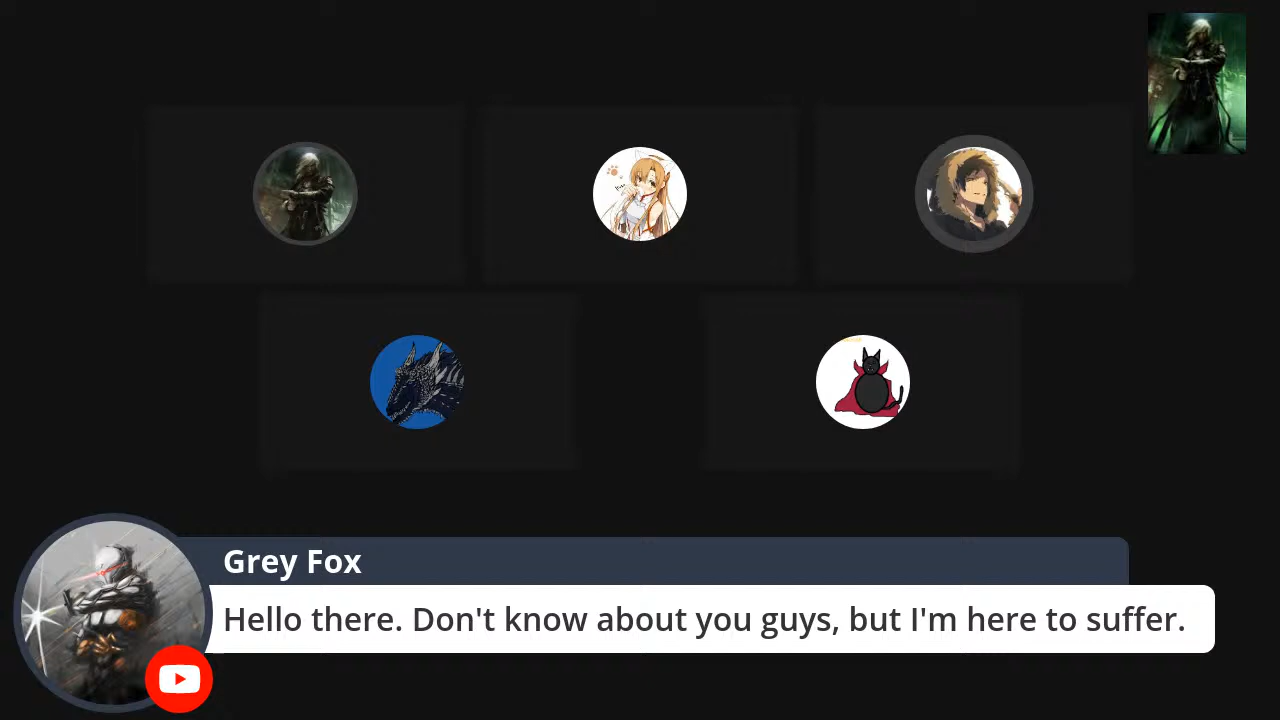 Grey Fox
Hello there. Don't know about you guys, but I'm here to suffer.